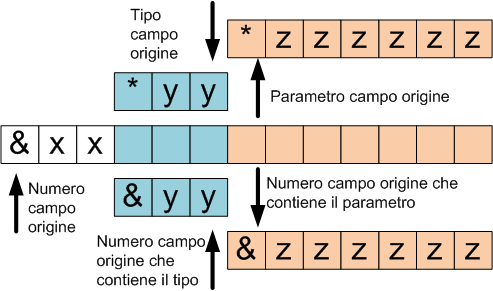 Tipo
campo
origine
* z z z z z z
* y y
Parametro campo origine
& x x
Numero
campo
origine
& y y
Numero campo origine che
contiene il parametro
Numero campo
origine che
contiene il tipo
& z z z z z z